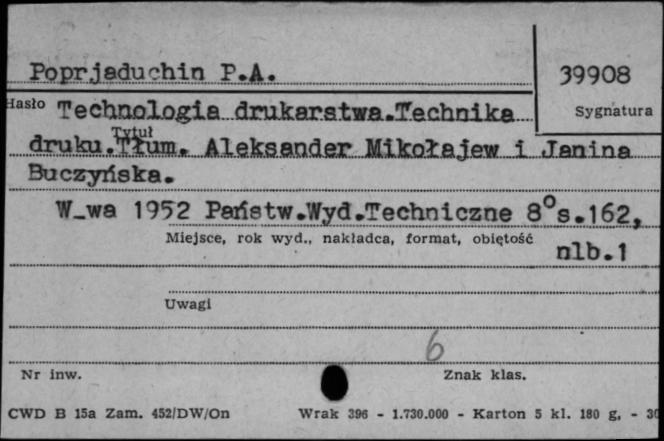 Poprjaduchin P.A.
39908
Hasło Technologia drukarstwa.Technika
Sygnatura
Tytuł
druku.Tłum. Aleksander Mikołajew i Janina
Buczyńska.
W-wa 1952 Państw.Wyd.Techniczne 8°s.162,
Miejsce, rok wyd., nakładca, format, objętość
nlb.1
Uwagi
6
Nr inw.
Znak klas.
CWD B 15a Zam. 452/DW/On Wrak 396 - 1.730.000 - Karton 5 kl. 180 g, -